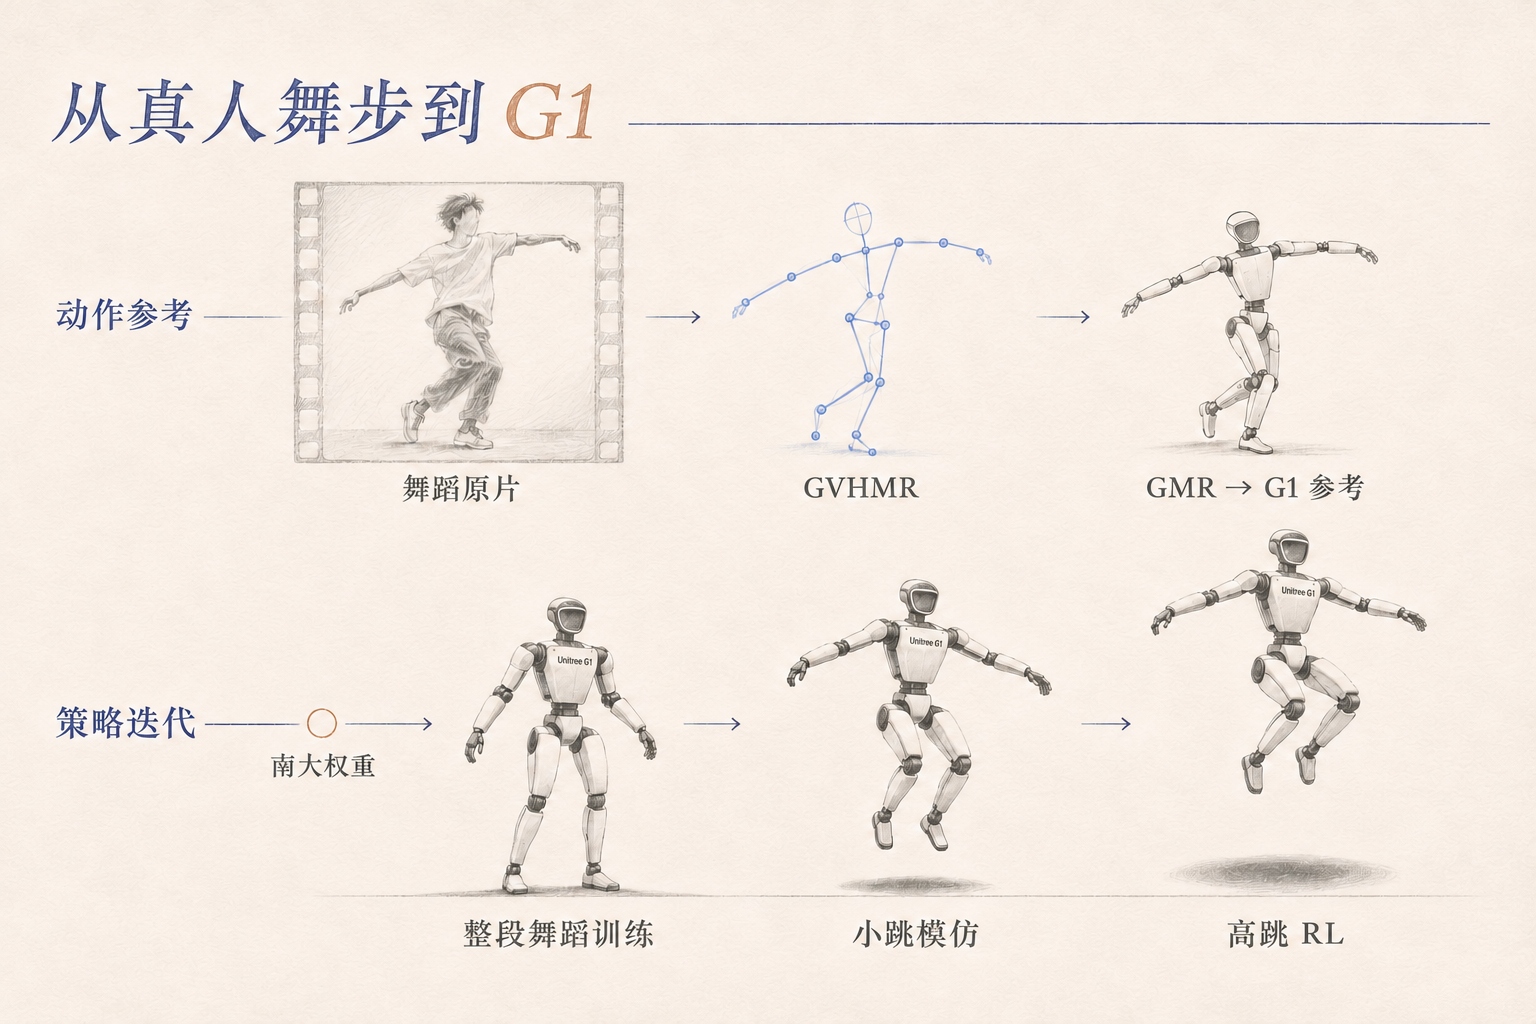 从真人舞步到 G1
动作参考
舞蹈原片
GVHMR
GMR → G1 参考
策略迭代
南大权重
Unitree G1
Unitree G1
Unitree G1
整段舞蹈训练
小跳模仿
高跳 RL